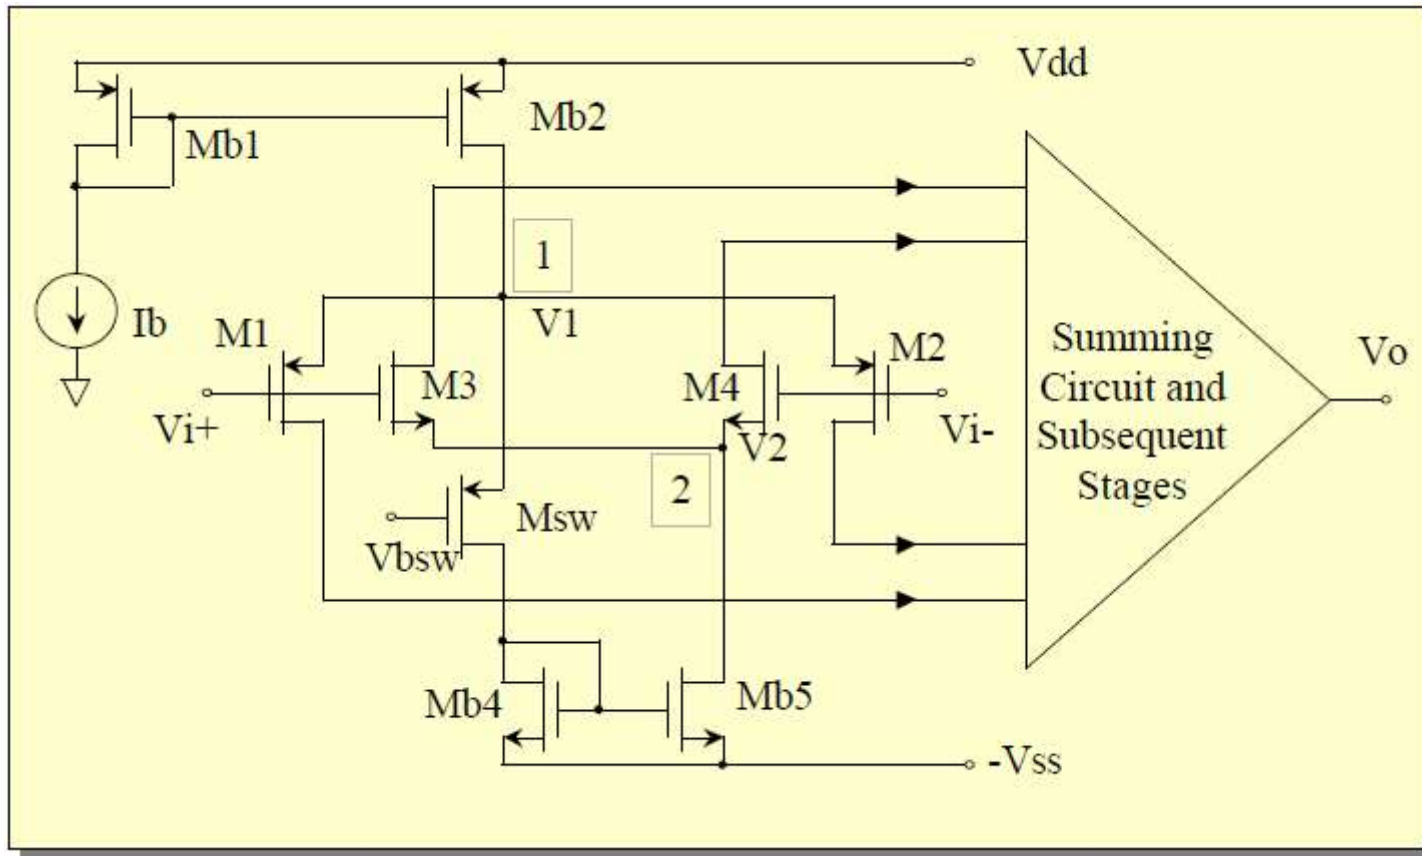 Vdd
Mb1
Mb2
1
Ib
V1
M1
M2
M3
M4
Vi+
Vi-
V2
2
Msw
Vbsw
Summing
Circuit and
Subsequent
Stages
Vo
Mb4
Mb5
-Vss